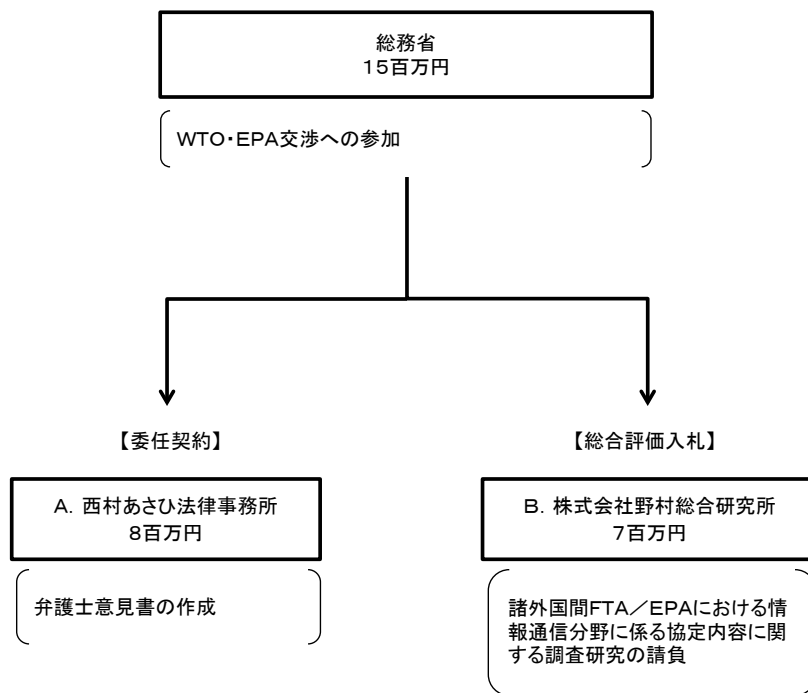 総務省
15百万円
WTO・EPA交渉への参加
【委任契約】
【総合評価入札】
A. 西村あさひ法律事務所
8百万円
B. 株式会社野村総合研究所
7百万円
弁護士意見書の作成
諸外国間FTA／EPAにおける情
報通信分野に係る協定内容に関
する調査研究の請負